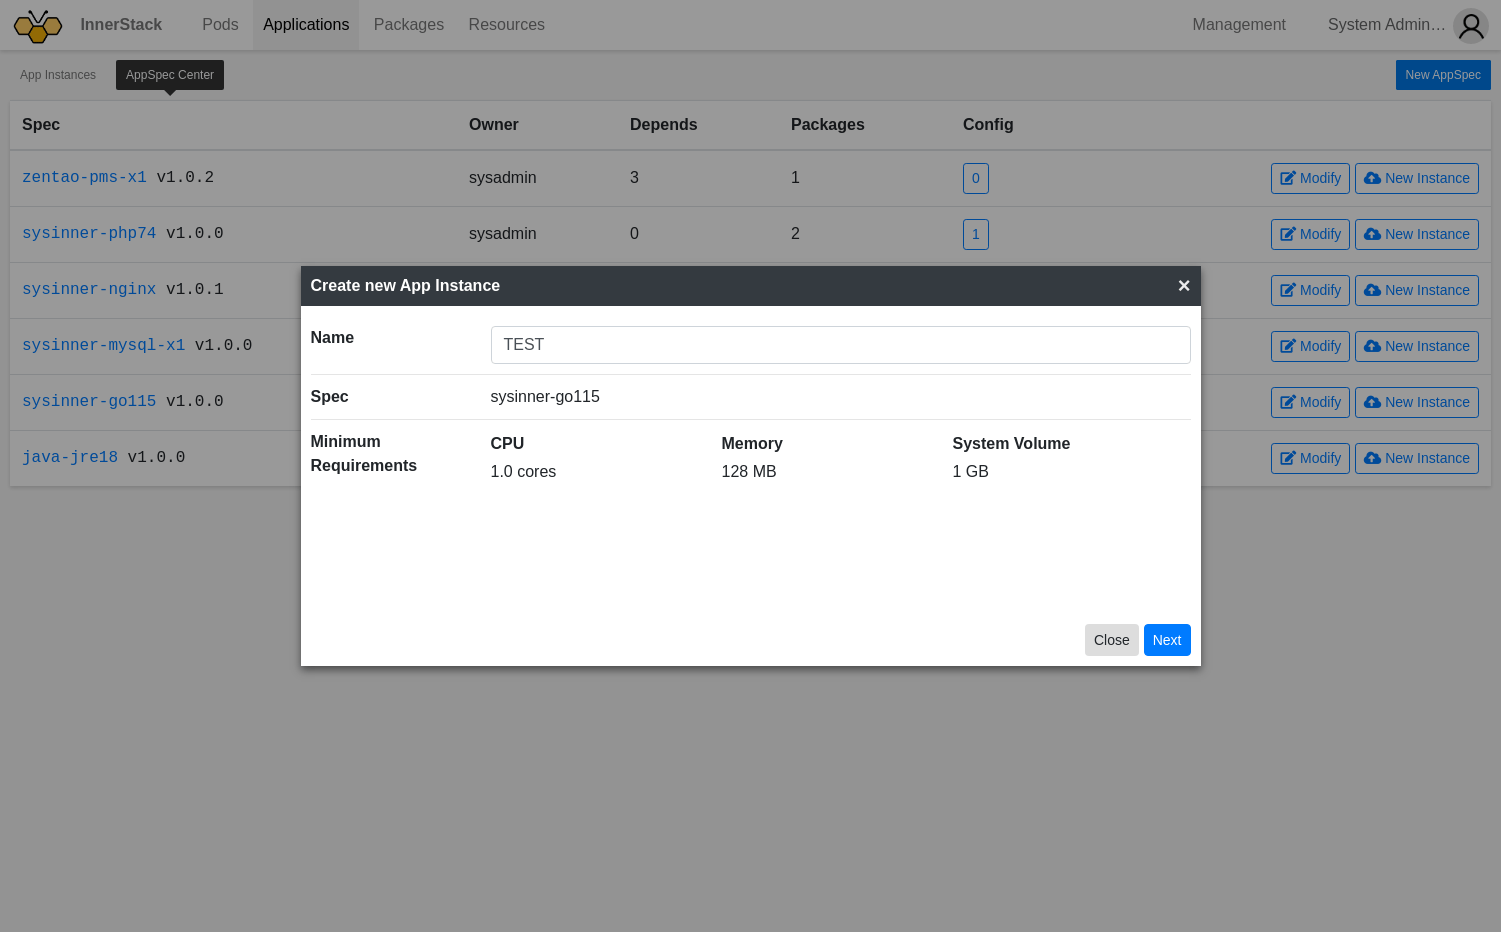 InnerStack Pods Applications Packages Resources Management System Admin…
App Instances AppSpec Center New AppSpec
Spec Owner Depends Packages Config
zentao-pms-x1 v1.0.2 sysadmin 3 1 0 Modify New Instance
sysinner-php74 v1.0.0 sysadmin 0 2 1 Modify New Instance
sysinner-nginx v1.0.1 Modify New Instance
sysinner-mysql-x1 v1.0.0 Modify New Instance
sysinner-go115 v1.0.0 Modify New Instance
java-jre18 v1.0.0 Modify New Instance
Create new App Instance ×
Name TEST
Spec sysinner-go115
Minimum Requirements
CPU Memory System Volume
1.0 cores 128 MB 1 GB
Close Next